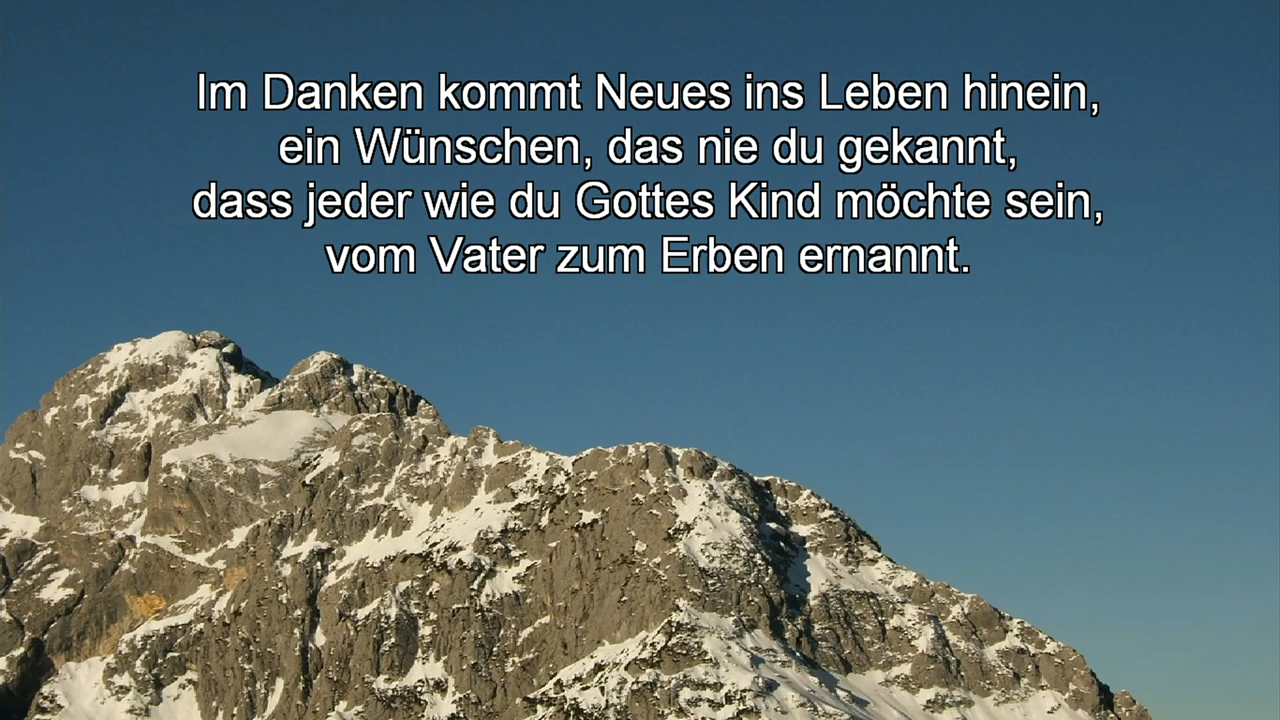 Im Danken kommt Neues ins Leben hinein,
ein Wünschen, das nie du gekannt,
dass jeder wie du Gottes Kind möchte sein,
vom Vater zum Erben ernannt.